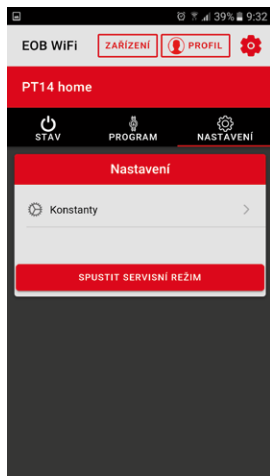 39% 9:32
EOB WiFi ZAŘÍZENÍ PROFIL
PT14 home
STAV PROGRAM NASTAVENÍ
Nastavení
Konstanty
SPUSTIT SERVISNÍ REŽIM